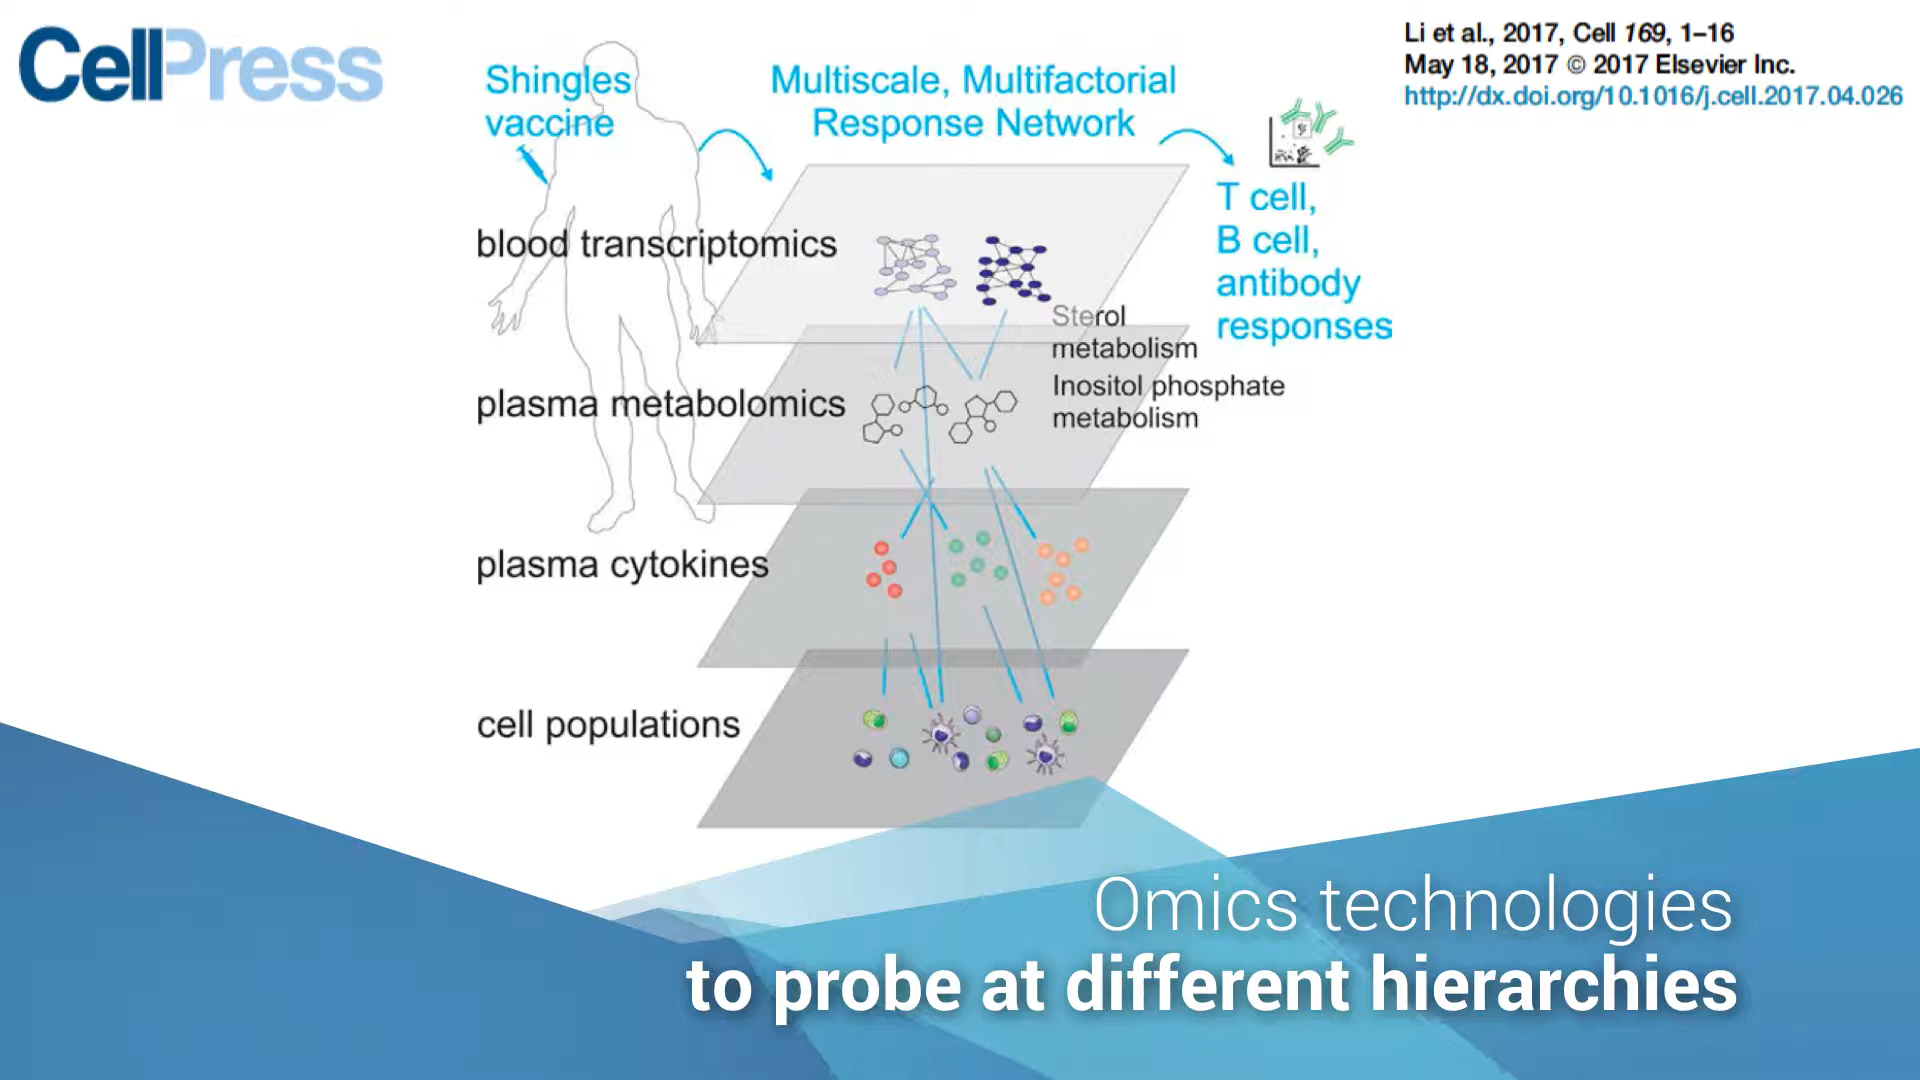 CellPress
Li et al., 2017, Cell 169, 1–16
May 18, 2017 © 2017 Elsevier Inc.
http://dx.doi.org/10.1016/j.cell.2017.04.026
Shingles
vaccine
Multiscale, Multifactorial
Response Network
T cell,
B cell,
antibody
responses
blood transcriptomics
Sterol
metabolism
Inositol phosphate
metabolism
plasma metabolomics
plasma cytokines
cell populations
Omics technologies
to probe at different hierarchies